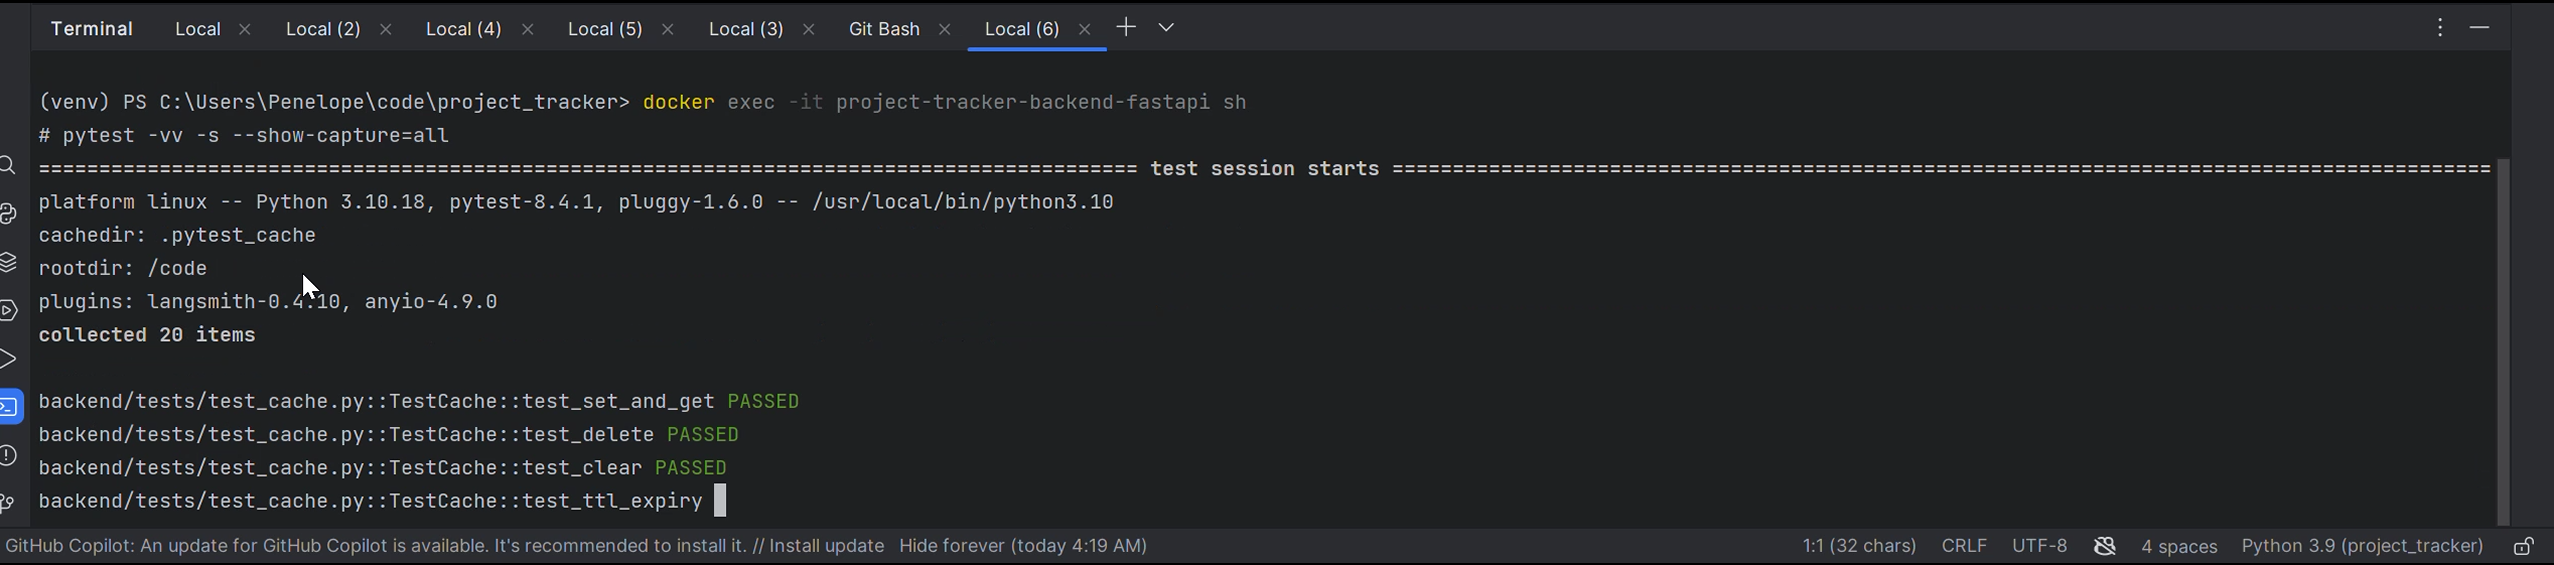 Terminal Local Local (2) Local (4) Local (5) Local (3) Git Bash Local (6)
(venv) PS C:\Users\Penelope\code\project_tracker> docker exec -it project-tracker-backend-fastapi sh
# pytest -vv -s --show-capture=all
=========================================================================================== test session starts ===========================================================================================
platform linux -- Python 3.10.18, pytest-8.4.1, pluggy-1.6.0 -- /usr/local/bin/python3.10
cachedir: .pytest_cache
rootdir: /code
plugins: langsmith-0.4.10, anyio-4.9.0
collected 20 items
backend/tests/test_cache.py::TestCache::test_set_and_get PASSED
backend/tests/test_cache.py::TestCache::test_delete PASSED
backend/tests/test_cache.py::TestCache::test_clear PASSED
backend/tests/test_cache.py::TestCache::test_ttl_expiry
GitHub Copilot: An update for GitHub Copilot is available. It's recommended to install it. // Install update Hide forever (today 4:19 AM) 1:1 (32 chars) CRLF UTF-8 4 spaces Python 3.9 (project_tracker)